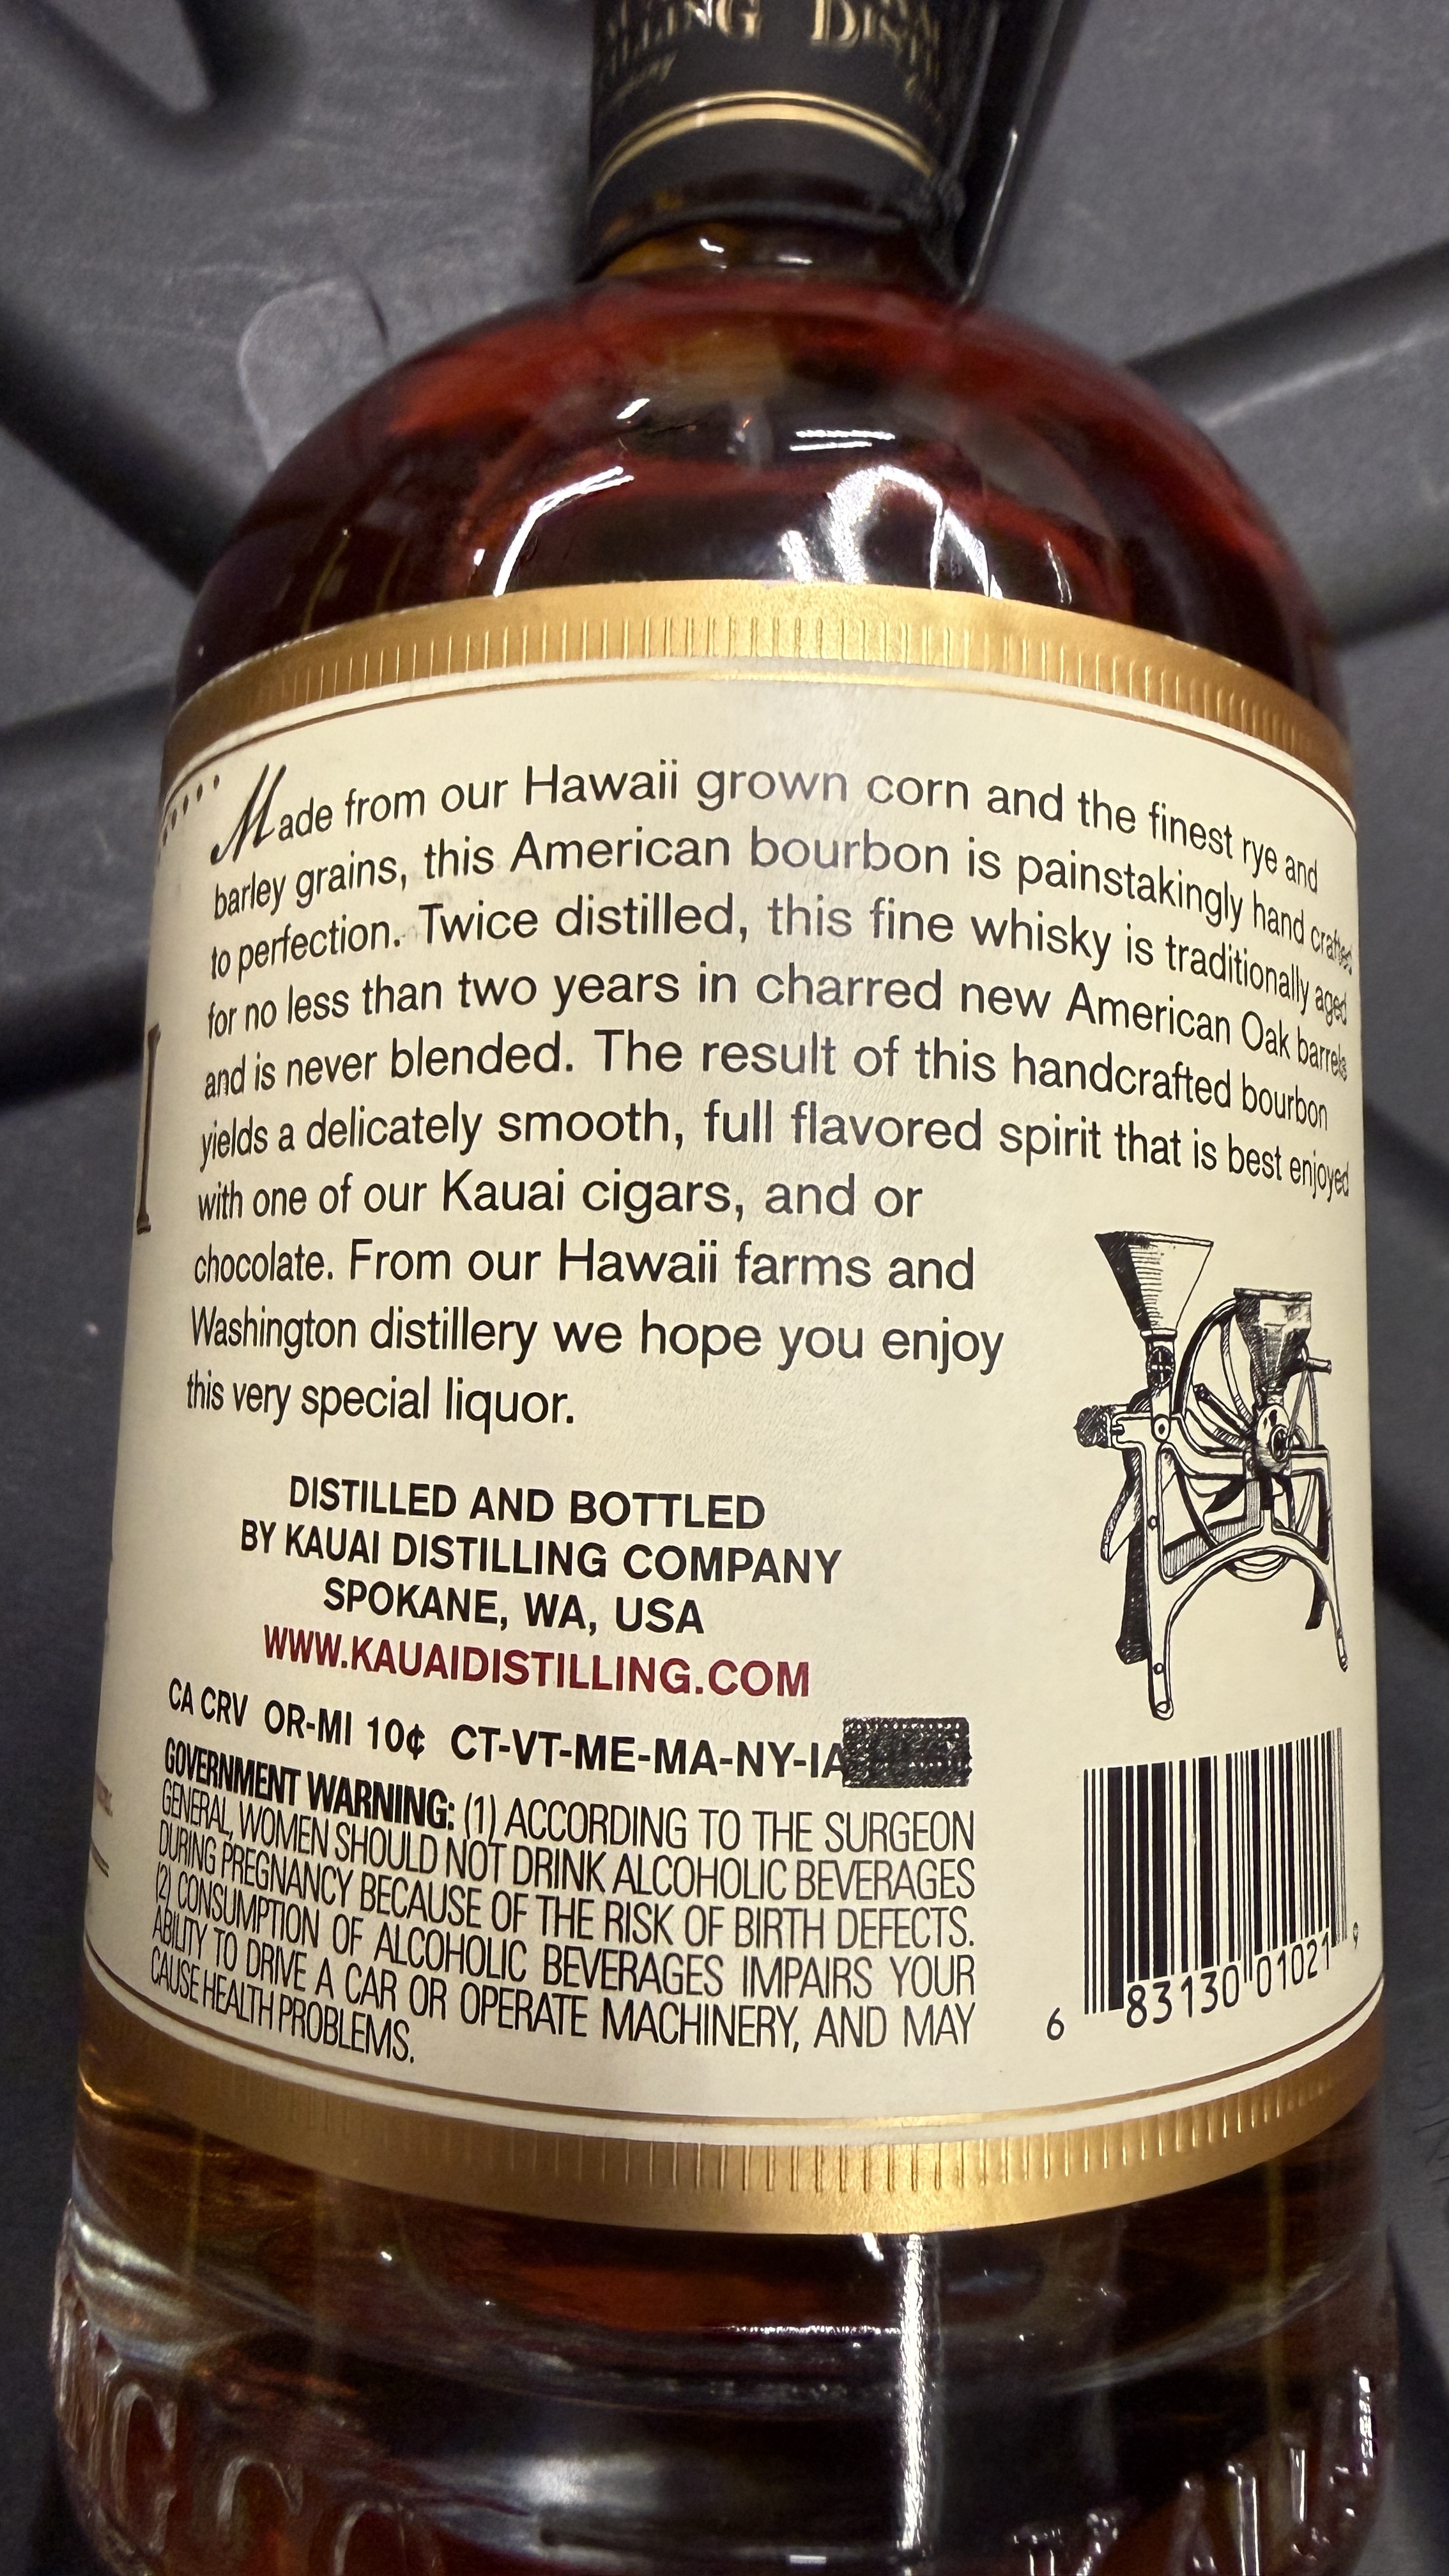 Made from our Hawaii grown corn and the finest rye and
barley grains, this American bourbon is painstakingly hand crafted
to perfection. Twice distilled, this fine whisky is traditionally aged
for no less than two years in charred new American Oak barrels
and is never blended. The result of this handcrafted bourbon
yields a delicately smooth, full flavored spirit that is best enjoyed
with one of our Kauai cigars, and or
chocolate. From our Hawaii farms and
Washington distillery we hope you enjoy
this very special liquor.
DISTILLED AND BOTTLED
BY KAUAI DISTILLING COMPANY
SPOKANE, WA, USA
WWW.KAUAIDISTILLING.COM
CA CRV OR-MI 10¢ CT-VT-ME-MA-NY-IA
GOVERNMENT WARNING: (1) ACCORDING TO THE SURGEON
GENERAL, WOMEN SHOULD NOT DRINK ALCOHOLIC BEVERAGES
DURING PREGNANCY BECAUSE OF THE RISK OF BIRTH DEFECTS.
(2) CONSUMPTION OF ALCOHOLIC BEVERAGES IMPAIRS YOUR
ABILITY TO DRIVE A CAR OR OPERATE MACHINERY, AND MAY
CAUSE HEALTH PROBLEMS.
6 83130 01021 9